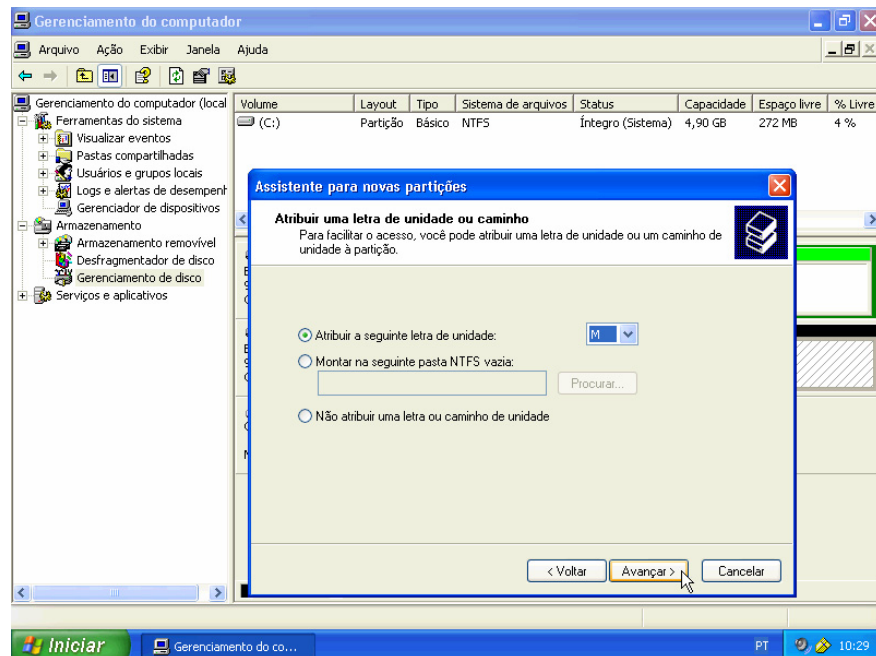 Gerenciamento do computador
Arquivo Ação Exibir Janela Ajuda
Gerenciamento do computador (local
Ferramentas do sistema
Visualizar eventos
Pastas compartilhadas
Usuários e grupos locais
Logs e alertas de desempenh
Gerenciador de dispositivos
Armazenamento
Armazenamento removível
Desfragmentador de disco
Gerenciamento de disco
Serviços e aplicativos
Volume Layout Tipo Sistema de arquivos Status Capacidade Espaço livre % Livre
(C:) Partição Básico NTFS Íntegro (Sistema) 4,90 GB 272 MB 4 %
Assistente para novas partições
Atribuir uma letra de unidade ou caminho
Para facilitar o acesso, você pode atribuir uma letra de unidade ou um caminho de
unidade à partição.
Atribuir a seguinte letra de unidade: M
Montar na seguinte pasta NTFS vazia:
Procurar...
Não atribuir uma letra ou caminho de unidade
< Voltar Avançar > Cancelar
Iniciar Gerenciamento do co... PT 10:29